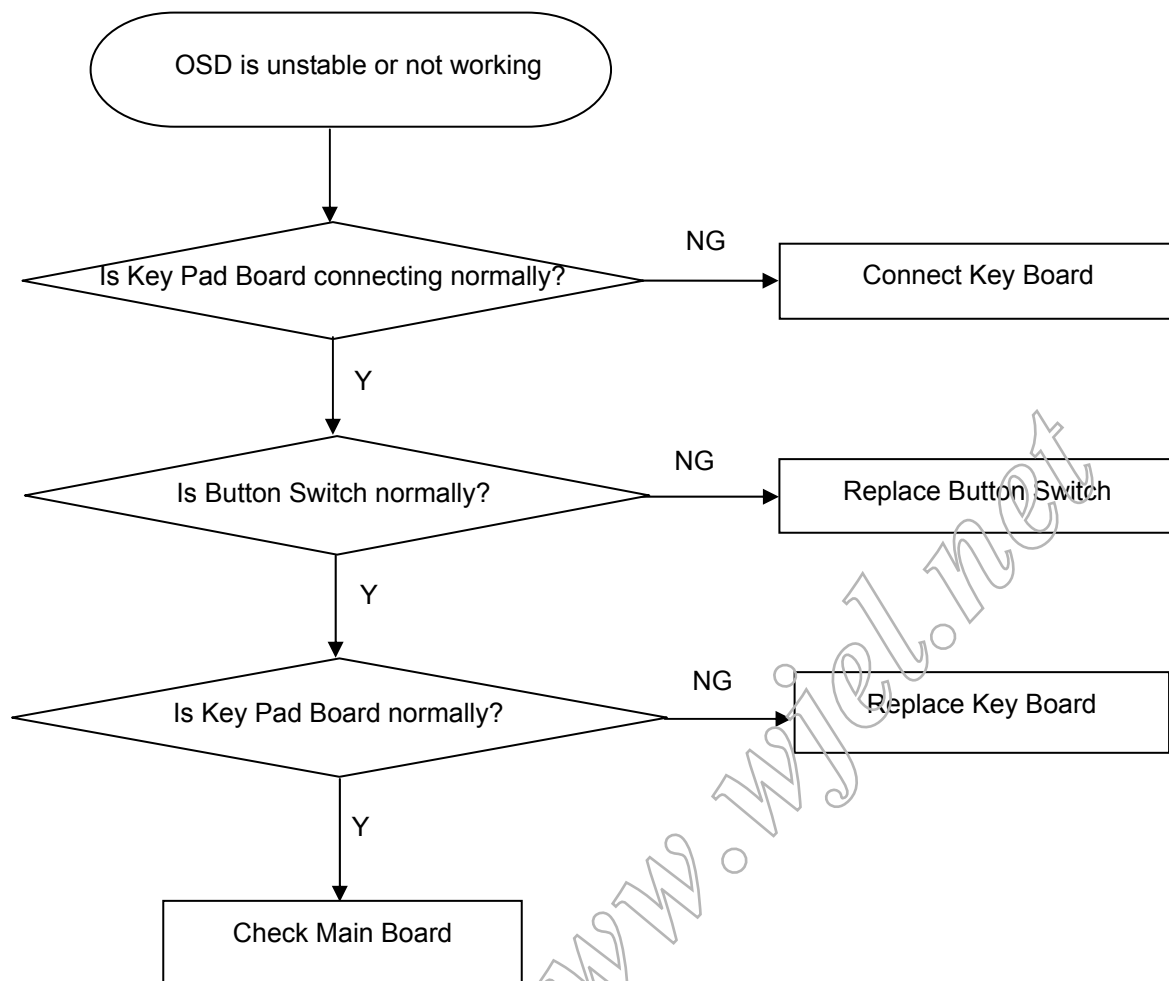 OSD is unstable or not working
Is Key Pad Board connecting normally?
NG
Connect Key Board
Y
Is Button Switch normally?
NG
Replace Button Switch
Y
Is Key Pad Board normally?
NG
Replace Key Board
Y
Check Main Board
www.wjel.net